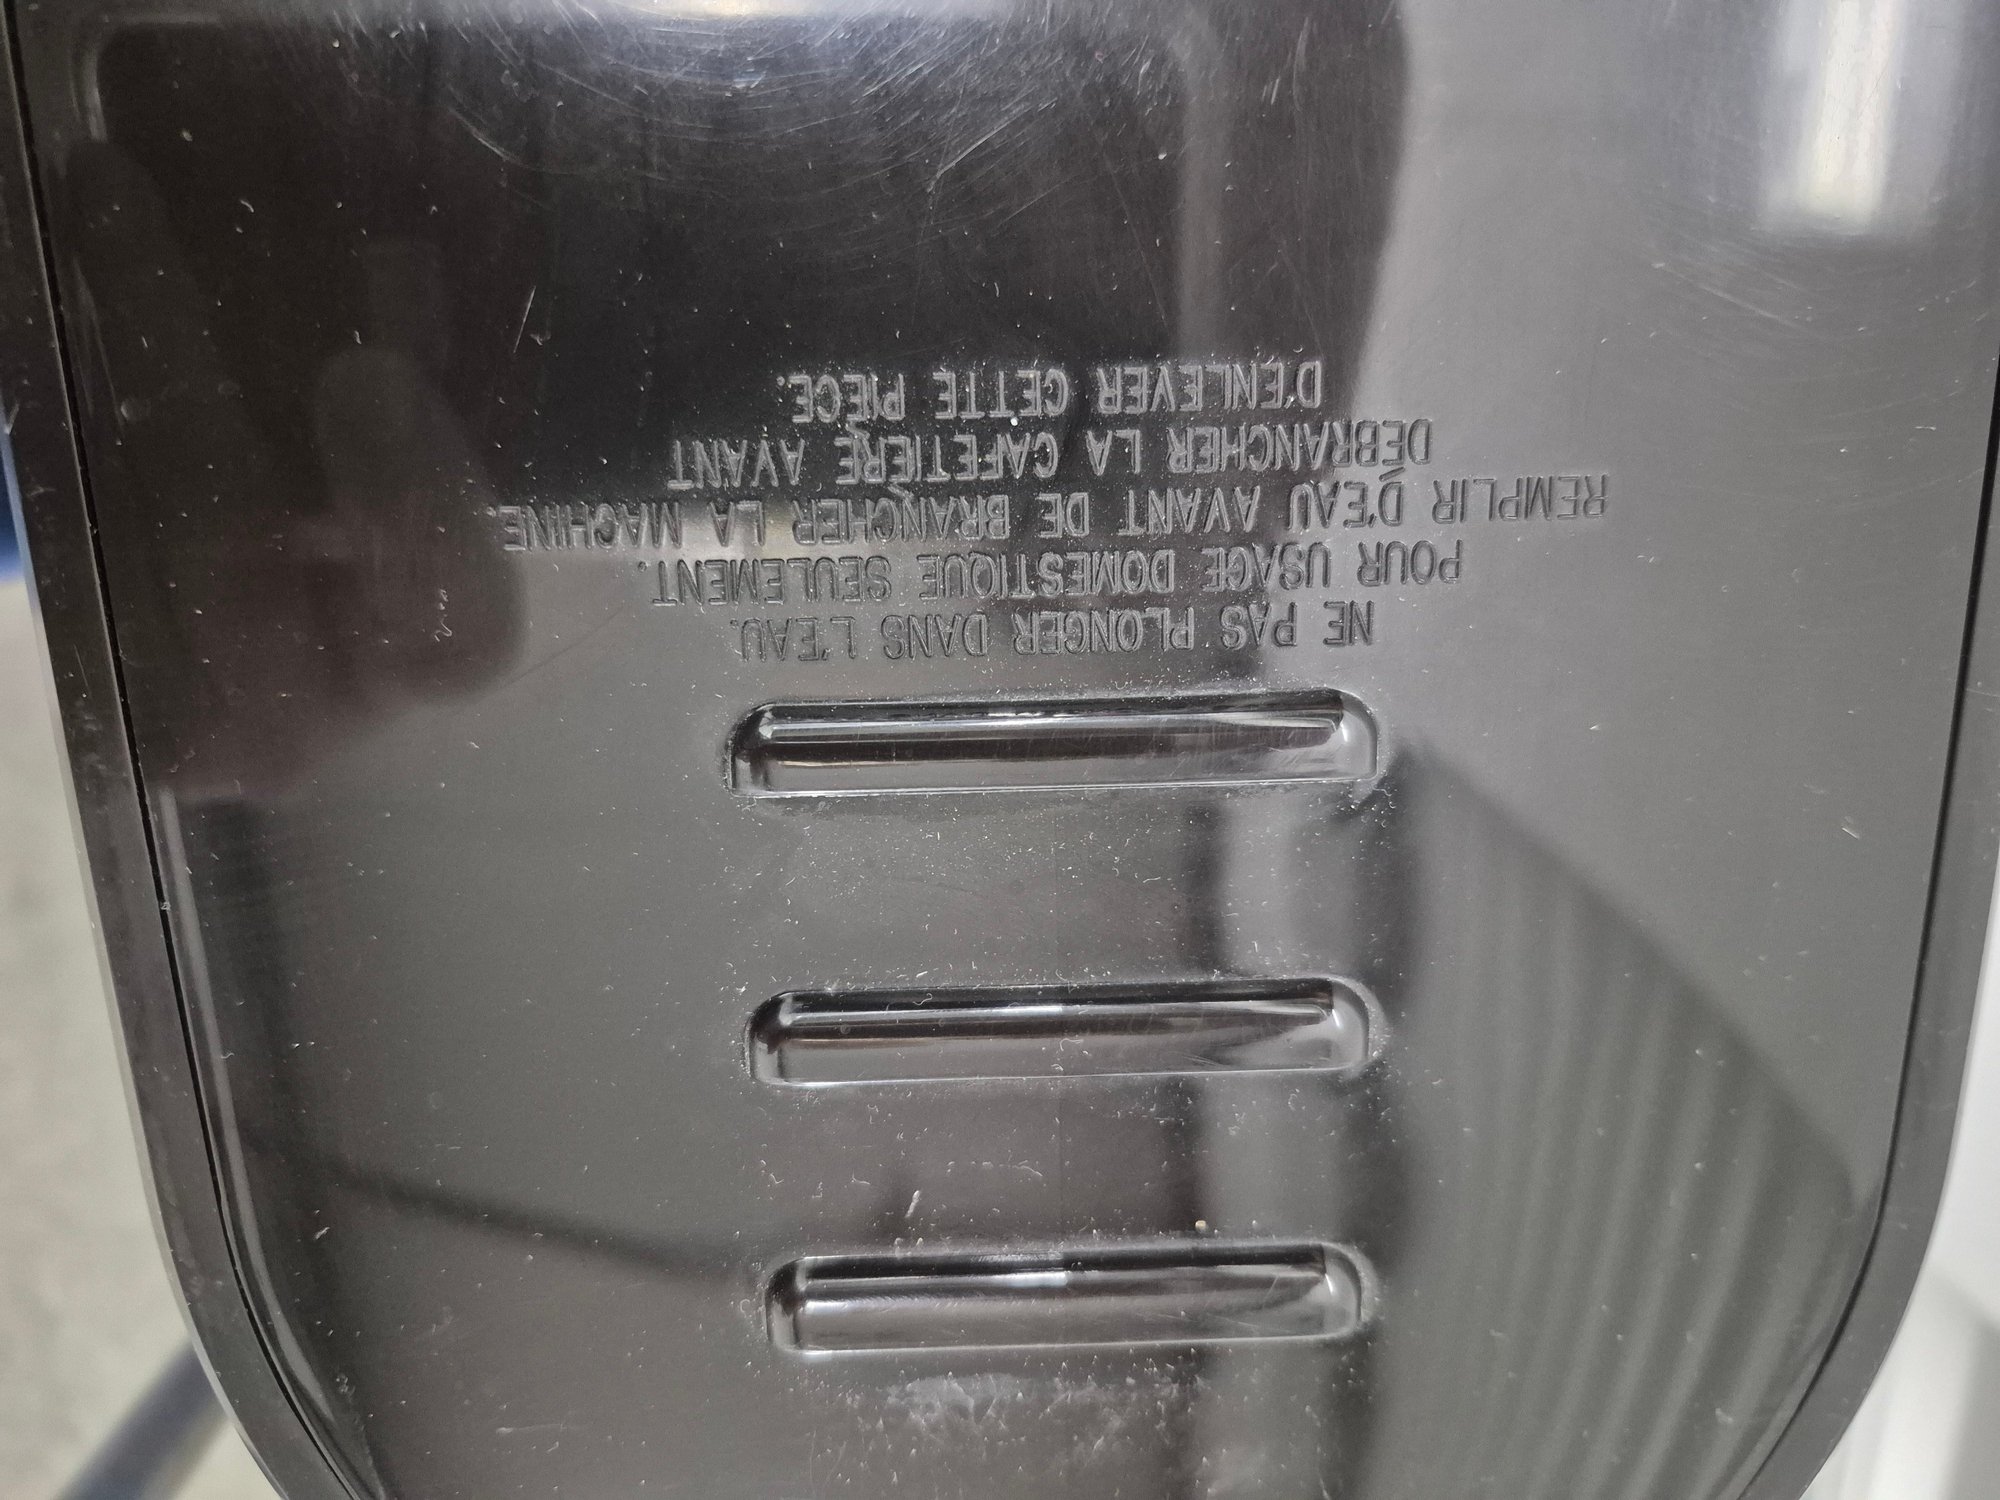 NE PAS PLONGER DANS L'EAU.
POUR USAGE DOMESTIQUE SEULEMENT.
REMPLIR D'EAU AVANT DE BRANCHER LA MACHINE.
DÉBRANCHER LA CAFETIÈRE AVANT
D'ENLEVER CETTE PIÈCE.